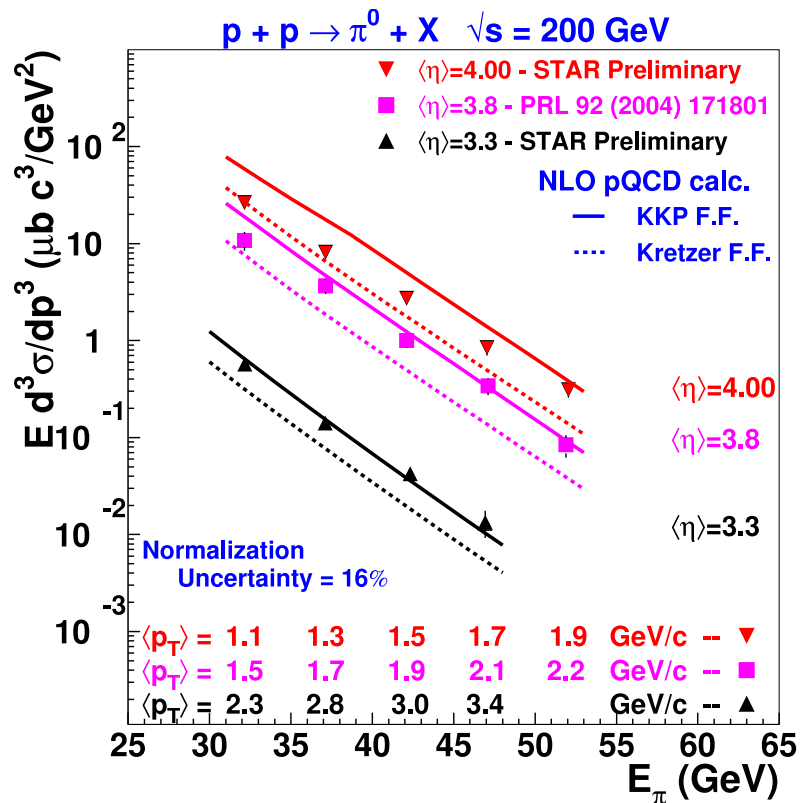 p + p → π⁰ + X √s = 200 GeV
⟨η⟩=4.00 - STAR Preliminary
⟨η⟩=3.8 - PRL 92 (2004) 171801
⟨η⟩=3.3 - STAR Preliminary
NLO pQCD calc.
KKP F.F.
Kretzer F.F.
E d³σ/dp³ (μb c³/GeV²)
10²
10
1
10⁻¹
10⁻²
10⁻³
⟨η⟩=4.00
⟨η⟩=3.8
⟨η⟩=3.3
Normalization
Uncertainty = 16%
⟨p_T⟩ = 1.1 1.3 1.5 1.7 1.9 GeV/c --
⟨p_T⟩ = 1.5 1.7 1.9 2.1 2.2 GeV/c --
⟨p_T⟩ = 2.3 2.8 3.0 3.4 GeV/c --
25 30 35 40 45 50 55 60 65
E_π (GeV)